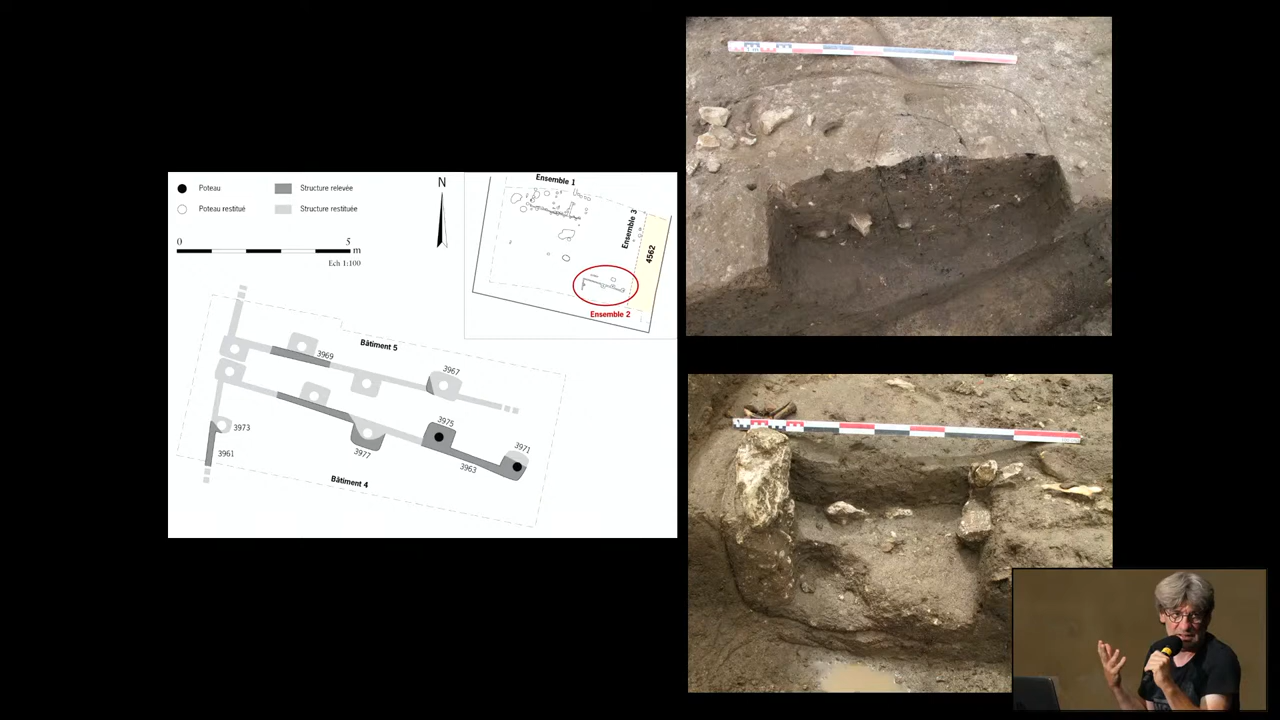 Poteau
Structure relevée
Poteau restitué
Structure restituée
N
0
5
m
Ech 1:100
Ensemble 1
Ensemble 3
4562
Ensemble 2
Bâtiment 5
3969
3967
3975
3973
3971
3977
3961
3963
Bâtiment 4